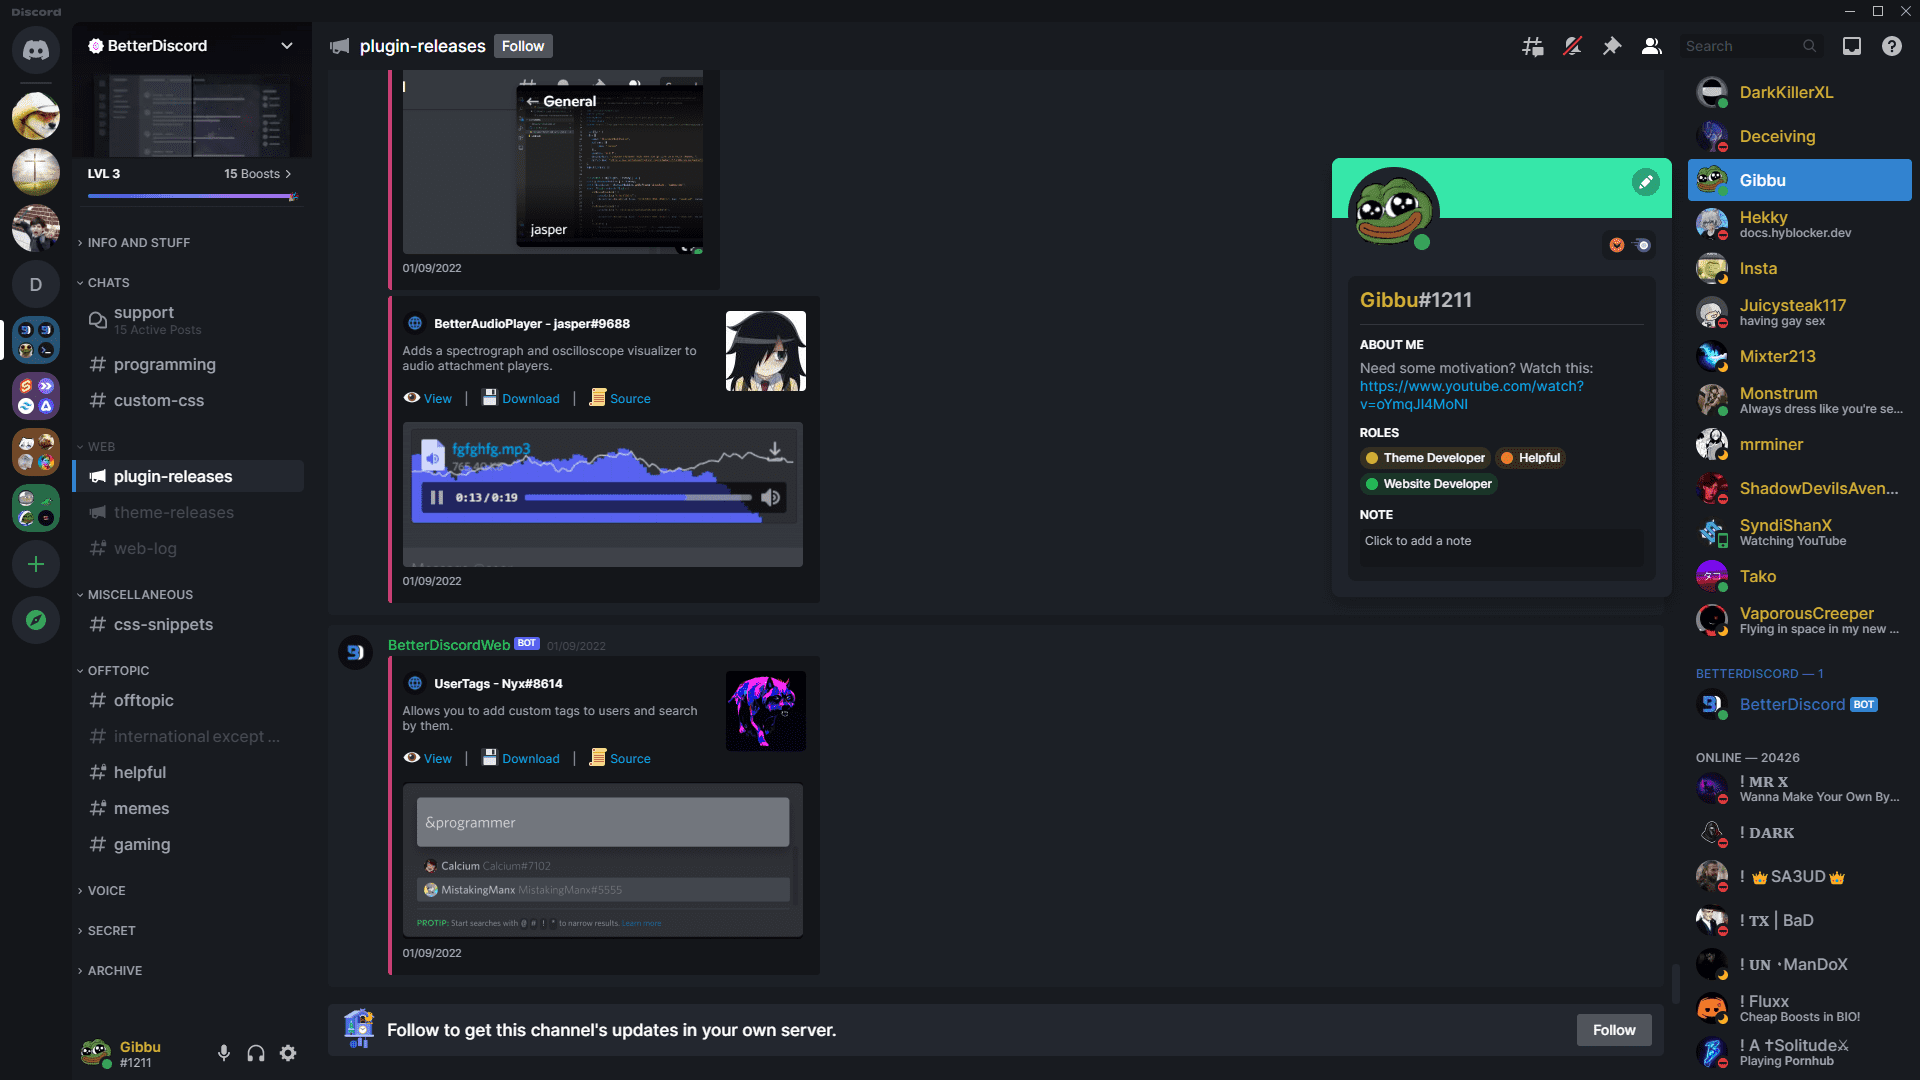 Discord
BetterDiscord
LVL 3
15 Boosts
INFO AND STUFF
CHATS
support
15 Active Posts
programming
custom-css
WEB
plugin-releases
theme-releases
web-log
MISCELLANEOUS
css-snippets
OFFTOPIC
offtopic
international except ...
helpful
memes
gaming
VOICE
SECRET
ARCHIVE
Gibbu
#1211
D
plugin-releases
Follow
Search
General
jasper
01/09/2022
BetterAudioPlayer - jasper#9688
Adds a spectrograph and oscilloscope visualizer to
audio attachment players.
View | Download | Source
fgfghfg.mp3
0:13/0:19
01/09/2022
BetterDiscordWeb BOT 01/09/2022
UserTags - Nyx#8614
Allows you to add custom tags to users and search
by them.
View | Download | Source
&programmer
Calcium Calcium#7102
MistakingManx MistakingManx#5555
PROTIP: Start searches with @ # ! * to narrow results. Learn more
01/09/2022
Follow to get this channel's updates in your own server.
Follow
Gibbu#1211
ABOUT ME
Need some motivation? Watch this:
https://www.youtube.com/watch?
v=oYmqJl4MoNI
ROLES
Theme Developer
Helpful
Website Developer
NOTE
Click to add a note
DarkKillerXL
Deceiving
Gibbu
Hekky
docs.hyblocker.dev
Insta
Juicysteak117
having gay sex
Mixter213
Monstrum
Always dress like you're se...
mrminer
ShadowDevilsAven...
SyndiShanX
Watching YouTube
Tako
VaporousCreeper
Flying in space in my new ...
BETTERDISCORD — 1
BetterDiscord BOT
ONLINE — 20426
! 𝐌𝐑 𝐗
Wanna Make Your Own By...
! 𝐃𝐀𝐑𝐊
! 👑SA3UD👑
! 𝐓𝐗 | BaD
! 𝐔𝐍 ･ManDoX
! Fluxx
Cheap Boosts in BIO!
! A ✝Solitude⚔
Playing Pornhub